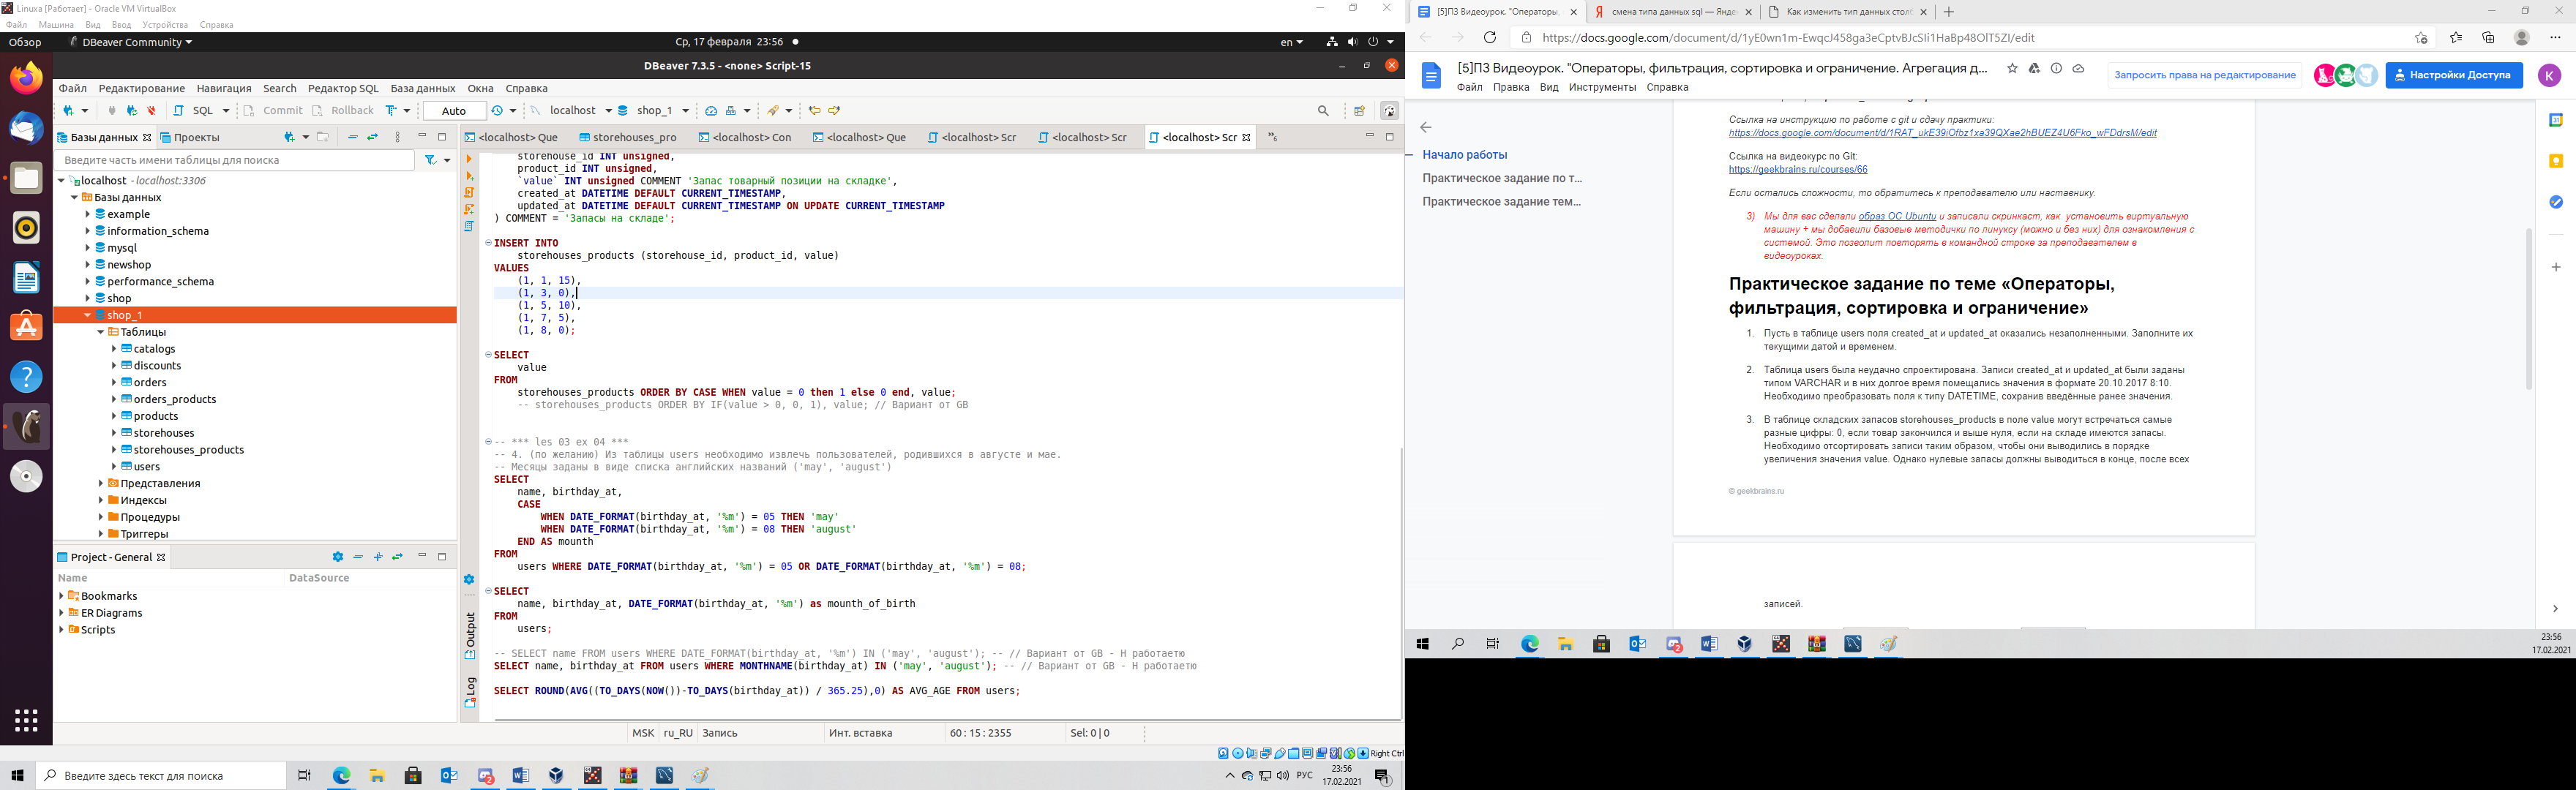 Linuxa [Работает] - Oracle VM VirtualBox
Файл Машина Вид Ввод Устройства Справка
Обзор DBeaver Community Ср, 17 февраля 23:56 en
DBeaver 7.3.5 - <none> Script-15
Файл Редактирование Навигация Search Редактор SQL База данных Окна Справка
SQL Commit Rollback Auto localhost shop_1
Базы данных Проекты
Введите часть имени таблицы для поиска
localhost - localhost:3306
Базы данных
example
information_schema
mysql
newshop
performance_schema
shop
shop_1
Таблицы
catalogs
discounts
orders
orders_products
products
storehouses
storehouses_products
users
Представления
Индексы
Процедуры
Триггеры
Project - General
Name DataSource
Bookmarks
ER Diagrams
Scripts
<localhost> Que storehouses_pro <localhost> Con <localhost> Que <localhost> Scr <localhost> Scr <localhost> Scr »6
storehouse_id INT unsigned,
product_id INT unsigned,
`value` INT unsigned COMMENT 'Запас товарный позиции на складке',
created_at DATETIME DEFAULT CURRENT_TIMESTAMP,
updated_at DATETIME DEFAULT CURRENT_TIMESTAMP ON UPDATE CURRENT_TIMESTAMP
) COMMENT = 'Запасы на складе';
INSERT INTO
storehouses_products (storehouse_id, product_id, value)
VALUES
(1, 1, 15),
(1, 3, 0),
(1, 5, 10),
(1, 7, 5),
(1, 8, 0);
SELECT
value
FROM
storehouses_products ORDER BY CASE WHEN value = 0 then 1 else 0 end, value;
-- storehouses_products ORDER BY IF(value > 0, 0, 1), value; // Вариант от GB
-- *** les 03 ex 04 ***
-- 4. (по желанию) Из таблицы users необходимо извлечь пользователей, родившихся в августе и мае.
-- Месяцы заданы в виде списка английских названий ('may', 'august')
SELECT
name, birthday_at,
CASE
WHEN DATE_FORMAT(birthday_at, '%m') = 05 THEN 'may'
WHEN DATE_FORMAT(birthday_at, '%m') = 08 THEN 'august'
END AS mounth
FROM
users WHERE DATE_FORMAT(birthday_at, '%m') = 05 OR DATE_FORMAT(birthday_at, '%m') = 08;
SELECT
name, birthday_at, DATE_FORMAT(birthday_at, '%m') as mounth_of_birth
FROM
users;
-- SELECT name FROM users WHERE DATE_FORMAT(birthday_at, '%m') IN ('may', 'august'); -- // Вариант от GB - Н работаетю
SELECT name, birthday_at FROM users WHERE MONTHNAME(birthday_at) IN ('may', 'august'); -- // Вариант от GB - Н работаетю
SELECT ROUND(AVG((TO_DAYS(NOW())-TO_DAYS(birthday_at)) / 365.25),0) AS AVG_AGE FROM users;
Output
Log
MSK ru_RU Запись Инт. вставка 60 : 15 : 2355 Sel: 0 | 0
Right Ctrl
Введите здесь текст для поиска
РУС 23:56
17.02.2021
[5]ПЗ Видеоурок. "Операторы, смена типа данных sql — Янде Как изменить тип данных столб
https://docs.google.com/document/d/1yE0wn1m-EwqcJ458ga3eCptvBJcSIi1HaBp48OlT5ZI/edit
[5]ПЗ Видеоурок. "Операторы, фильтрация, сортировка и ограничение. Агрегация д...
Файл Правка Вид Инструменты Справка
Запросить права на редактирование
Настройки Доступа
К
Начало работы
Практическое задание по т...
Практическое задание тем...
Ссылка на инструкцию по работе с git и сдачу практики:
https://docs.google.com/document/d/1RAT_ukE39iOfbz1xa39QXae2hBUEZ4U6Fko_wFDdrsM/edit
Ссылка на видеокурс по Git:
https://geekbrains.ru/courses/66
Если остались сложности, то обратитесь к преподавателю или наставнику.
3) Мы для вас сделали образ ОС Ubuntu и записали скринкаст, как установить виртуальную
машину + мы добавили базовые методички по линуксу (можно и без них) для ознакомления с
системой. Это позволит повторять в командной строке за преподавателем в
видеоуроках.
Практическое задание по теме «Операторы,
фильтрация, сортировка и ограничение»
1. Пусть в таблице users поля created_at и updated_at оказались незаполненными. Заполните их
текущими датой и временем.
2. Таблица users была неудачно спроектирована. Записи created_at и updated_at были заданы
типом VARCHAR и в них долгое время помещались значения в формате 20.10.2017 8:10.
Необходимо преобразовать поля к типу DATETIME, сохранив введённые ранее значения.
3. В таблице складских запасов storehouses_products в поле value могут встречаться самые
разные цифры: 0, если товар закончился и выше нуля, если на складе имеются запасы.
Необходимо отсортировать записи таким образом, чтобы они выводились в порядке
увеличения значения value. Однако нулевые запасы должны выводиться в конце, после всех
© geekbrains.ru
записей.
23:56
17.02.2021